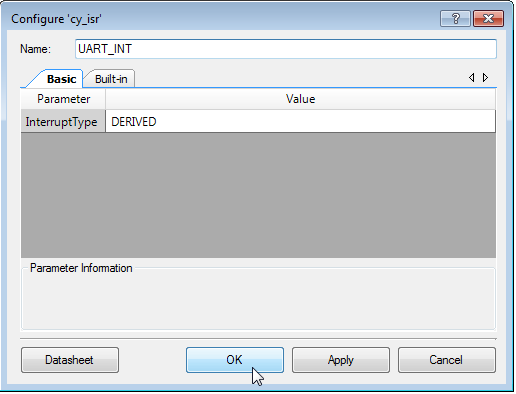 Configure 'cy_isr'
?
Name: UART_INT
Basic Built-in
Parameter Value
InterruptType DERIVED
Parameter Information
Datasheet OK Apply Cancel